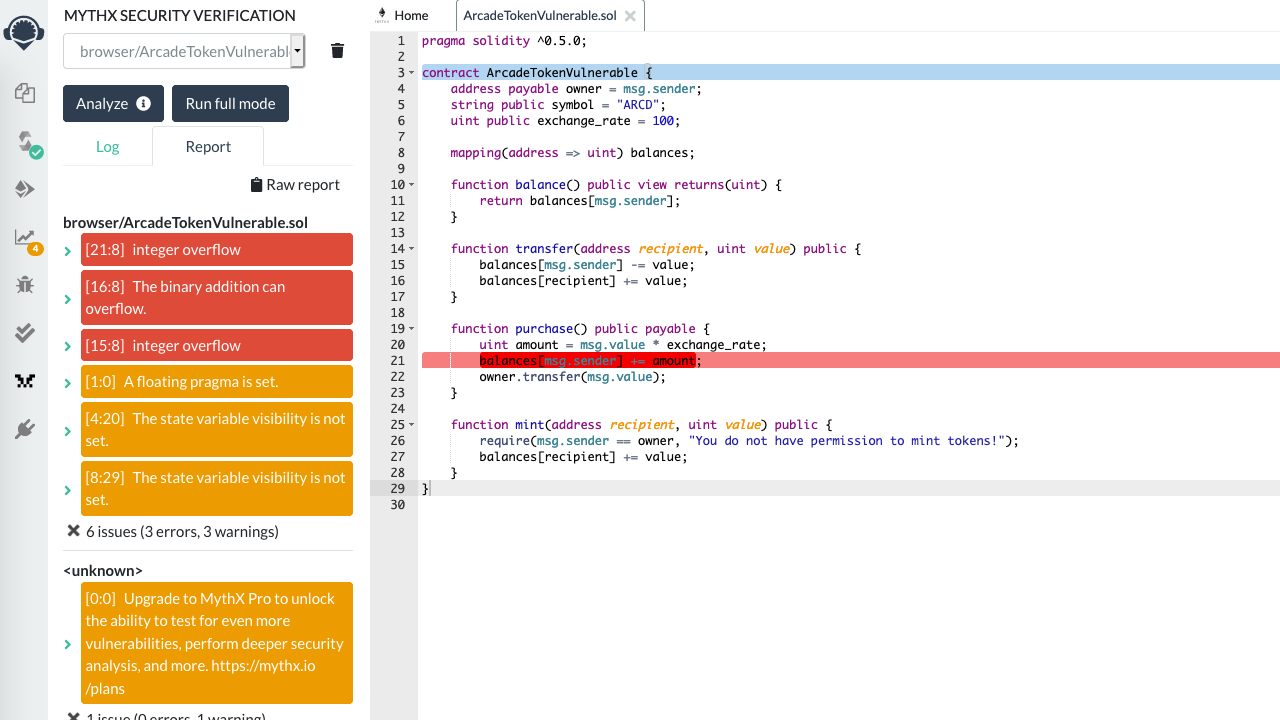 MYTHX SECURITY VERIFICATION
browser/ArcadeTokenVulnerabl
Analyze
Run full mode
Log
Report
Raw report
browser/ArcadeTokenVulnerable.sol
[21:8] integer overflow
[16:8] The binary addition can
overflow.
[15:8] integer overflow
[1:0] A floating pragma is set.
4
[4:20] The state variable visibility is not
set.
[8:29] The state variable visibility is not
set.
6 issues (3 errors, 3 warnings)
<unknown>
[0:0] Upgrade to MythX Pro to unlock
the ability to test for even more
vulnerabilities, perform deeper security
analysis, and more. https://mythx.io
/plans
1 issue (0 errors, 1 warning)
Home
ArcadeTokenVulnerable.sol
1 pragma solidity ^0.5.0;
2
3 contract ArcadeTokenVulnerable {
4 address payable owner = msg.sender;
5 string public symbol = "ARCD";
6 uint public exchange_rate = 100;
7
8 mapping(address => uint) balances;
9
10 function balance() public view returns(uint) {
11 return balances[msg.sender];
12 }
13
14 function transfer(address recipient, uint value) public {
15 balances[msg.sender] -= value;
16 balances[recipient] += value;
17 }
18
19 function purchase() public payable {
20 uint amount = msg.value * exchange_rate;
21 balances[msg.sender] += amount;
22 owner.transfer(msg.value);
23 }
24
25 function mint(address recipient, uint value) public {
26 require(msg.sender == owner, "You do not have permission to mint tokens!");
27 balances[recipient] += value;
28 }
29 }
30